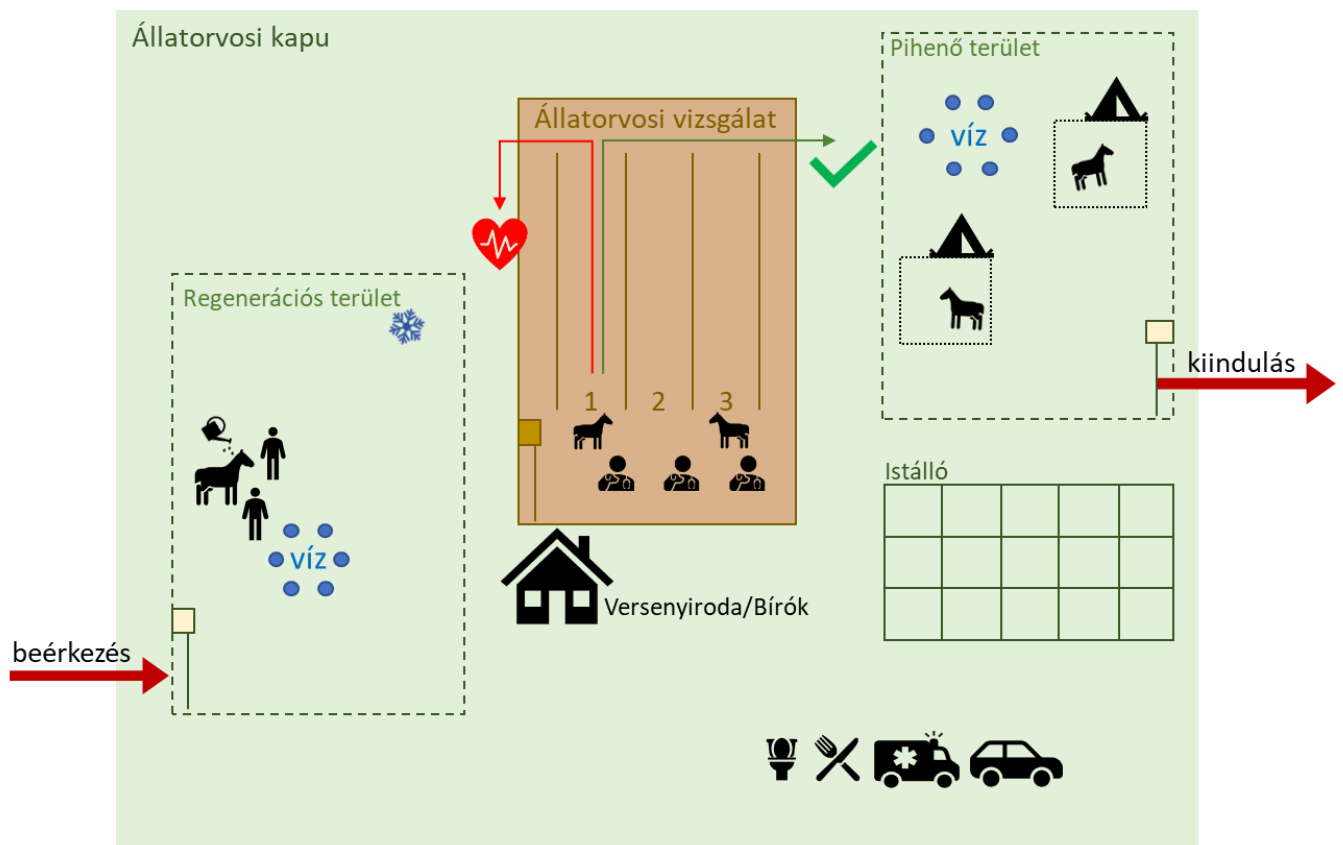 Állatorvosi kapu
Pihenő terület
Állatorvosi vizsgálat
víz
Regenerációs terület
1 2 3
kiindulás
Istálló
víz
Versenyiroda/Bírók
beérkezés